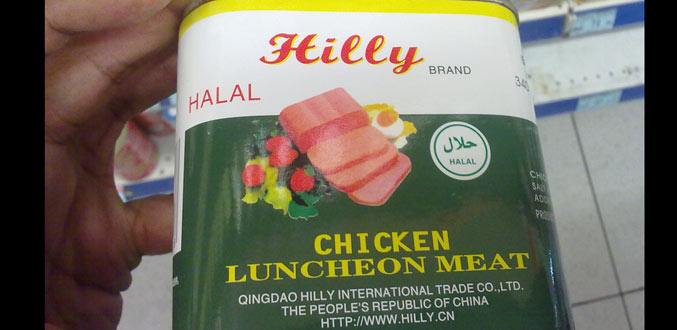 Hilly
BRAND
HALAL
340
حلال
HALAL
CHICKEN
LUNCHEON MEAT
QINGDAO HILLY INTERNATIONAL TRADE CO.,LTD.
THE PEOPLE'S REPUBLIC OF CHINA
HTTP://WWW.HILLY.CN